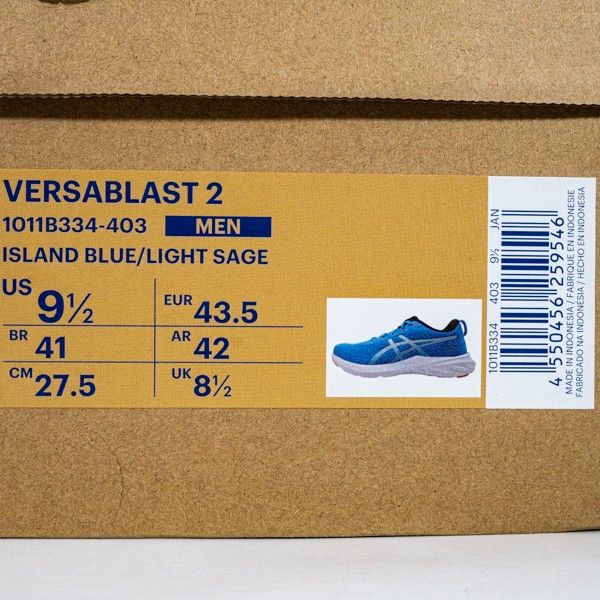 VERSABLAST 2
1011B334-403 MEN
ISLAND BLUE/LIGHT SAGE
US 9½ EUR 43.5
BR 41 AR 42
CM 27.5 UK 8½
1011B334 403 9½ JAN
4 550456 259546
MADE IN INDONESIA / FABRIQUE EN INDONESIE
FABRICADO NA INDONÉSIA / HECHO EN INDONESIA